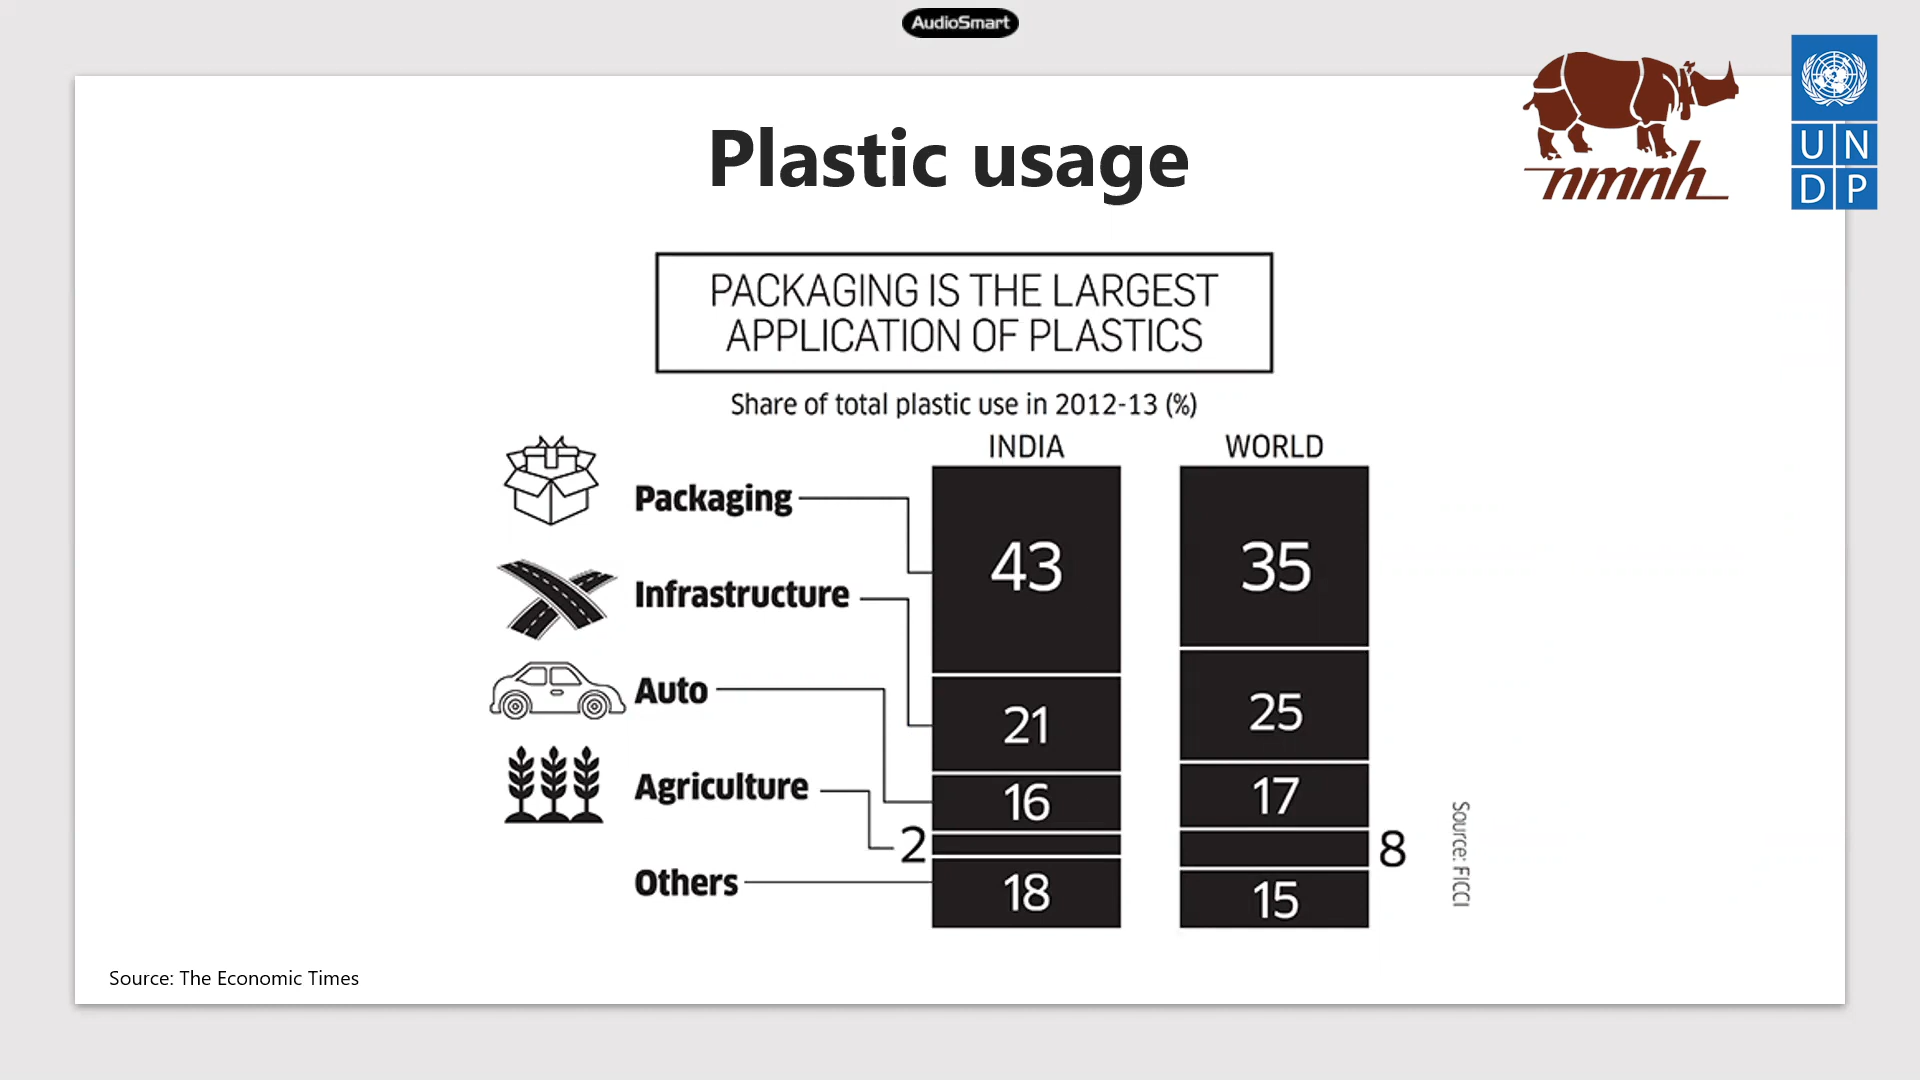 AudioSmart
nmnh
U N
D P
Plastic usage
PACKAGING IS THE LARGEST
APPLICATION OF PLASTICS
Share of total plastic use in 2012-13 (%)
INDIA WORLD
Packaging 43 35
Infrastructure 21 25
Auto 16 17
Agriculture 2 8
Others 18 15
Source: FICCI
Source: The Economic Times